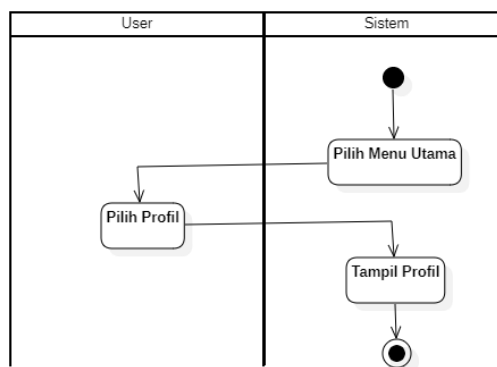 User
Sistem
Pilih Menu Utama
Pilih Profil
Tampil Profil